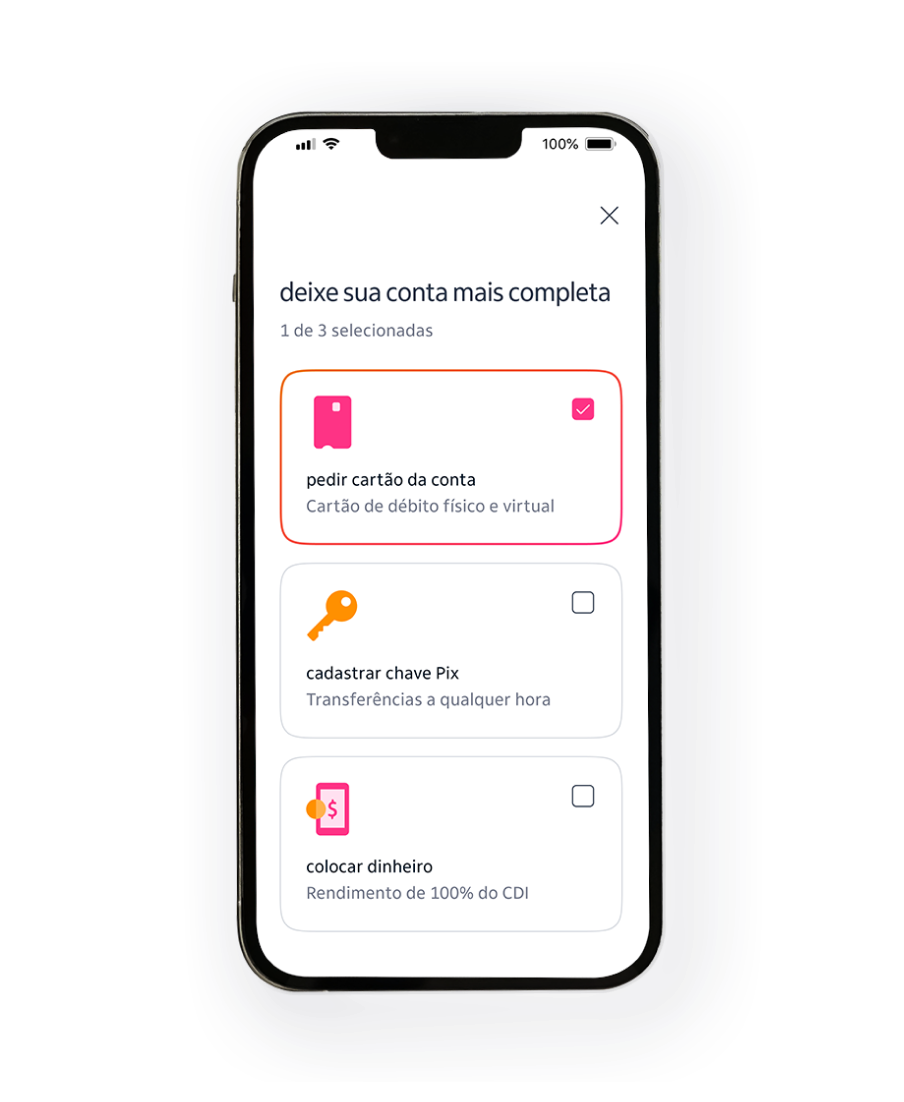 100%
deixe sua conta mais completa
1 de 3 selecionadas
pedir cartão da conta
Cartão de débito físico e virtual
cadastrar chave Pix
Transferências a qualquer hora
$
colocar dinheiro
Rendimento de 100% do CDI